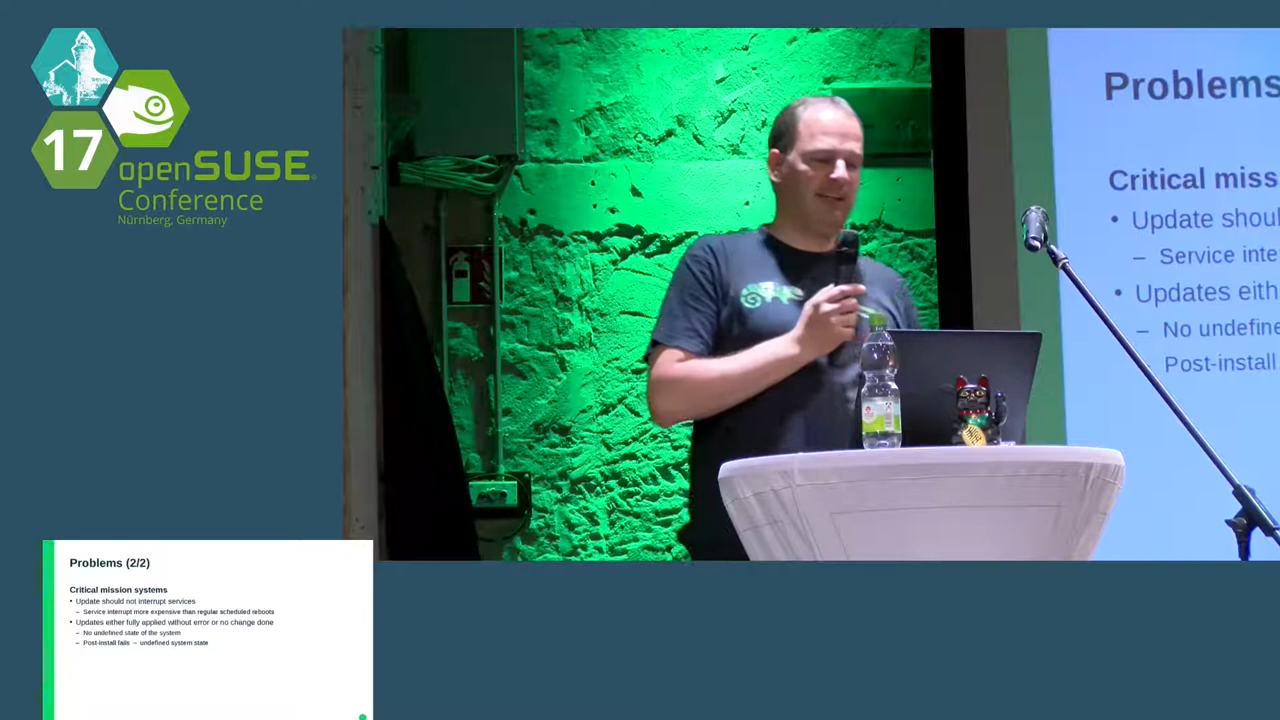 17
openSUSE
Conference
Nürnberg, Germany
Problems
Critical miss
• Update shoul
– Service inte
• Updates eith
– No undefine
Post-install
Problems (2/2)
Critical mission systems
• Update should not interrupt services
– Service interrupt more expensive than regular scheduled reboots
• Updates either fully applied without error or no change done
– No undefined state of the system
– Post-install fails → undefined system state